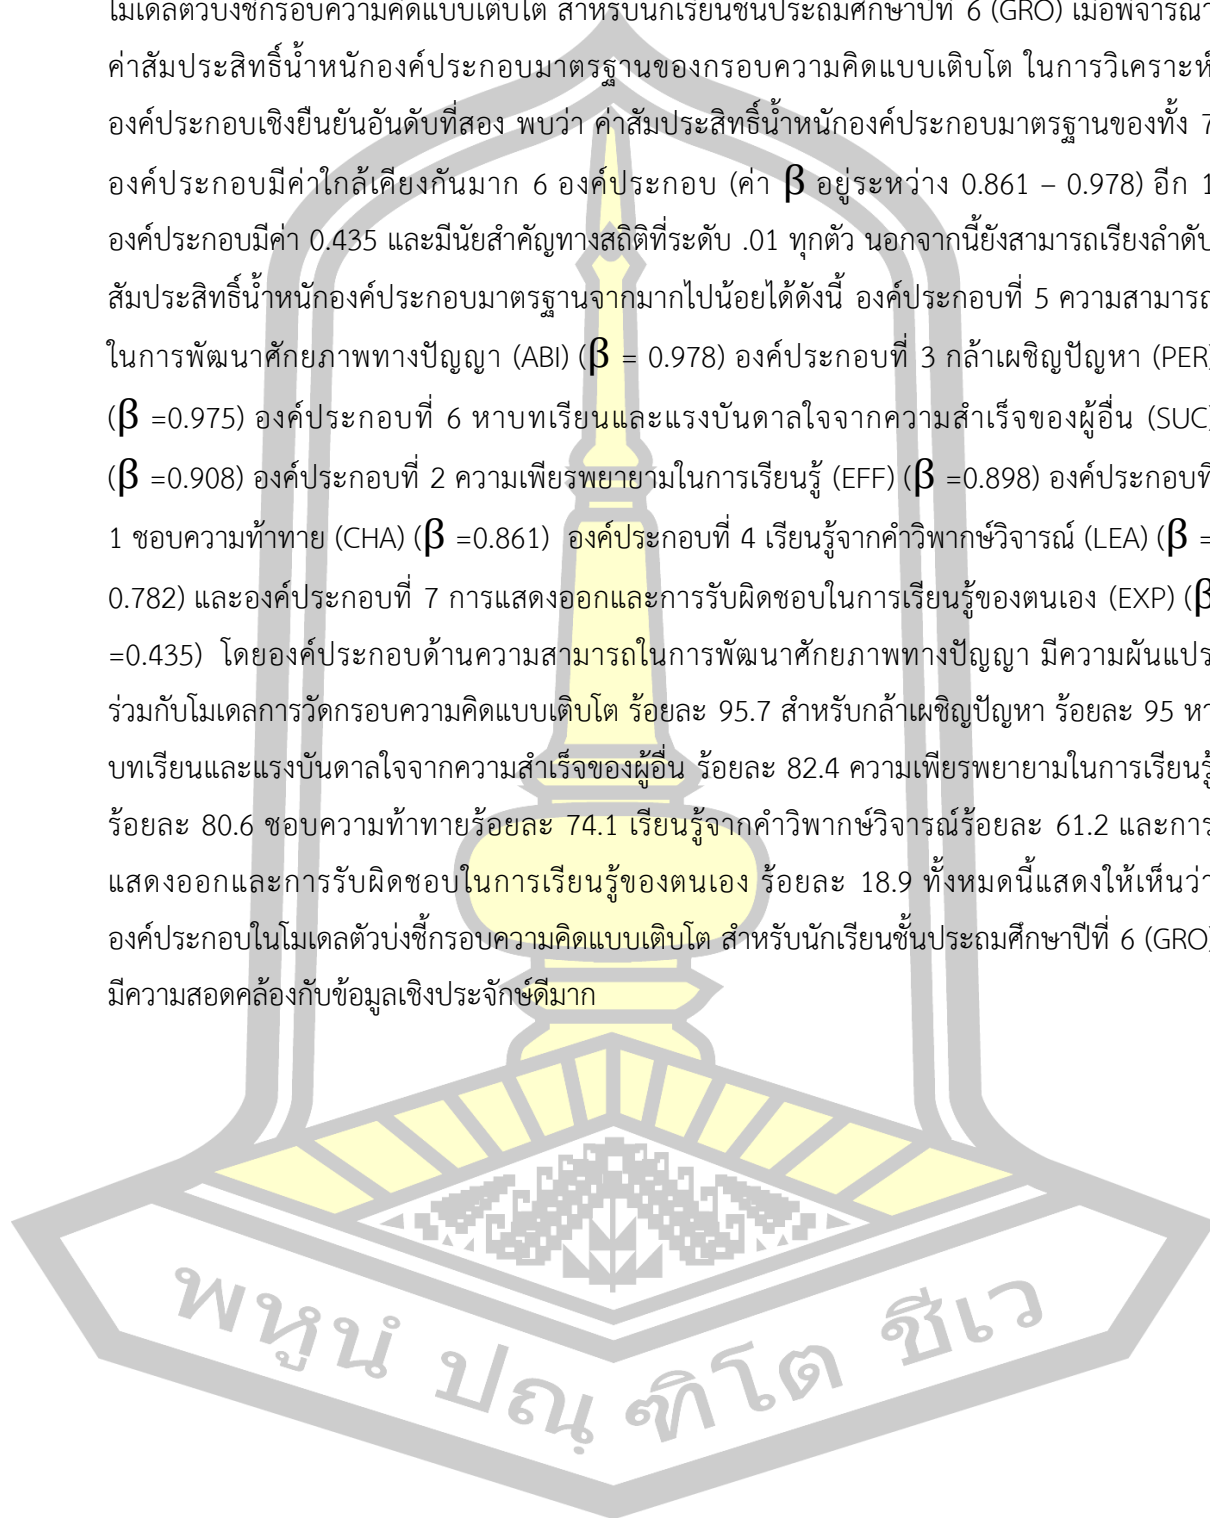 โมเดลตัวบ่งชี้กรอบความคิดแบบเติบโต สำหรับนักเรียนชั้นประถมศึกษาปีที่ 6 (GRO) เมื่อพิจารณา
ค่าสัมประสิทธิ์น้ำหนักองค์ประกอบมาตรฐานของกรอบความคิดแบบเติบโต ในการวิเคราะห์
องค์ประกอบเชิงยืนยันอันดับที่สอง พบว่า ค่าสัมประสิทธิ์น้ำหนักองค์ประกอบมาตรฐานของทั้ง 7
องค์ประกอบมีค่าใกล้เคียงกันมาก 6 องค์ประกอบ (ค่า β อยู่ระหว่าง 0.861 – 0.978) อีก 1
องค์ประกอบมีค่า 0.435 และมีนัยสำคัญทางสถิติที่ระดับ .01 ทุกตัว นอกจากนี้ยังสามารถเรียงลำดับ
สัมประสิทธิ์น้ำหนักองค์ประกอบมาตรฐานจากมากไปน้อยได้ดังนี้ องค์ประกอบที่ 5 ความสามารถ
ในการพัฒนาศักยภาพทางปัญญา (ABI) (β = 0.978) องค์ประกอบที่ 3 กล้าเผชิญปัญหา (PER)
(β =0.975) องค์ประกอบที่ 6 หาบทเรียนและแรงบันดาลใจจากความสำเร็จของผู้อื่น (SUC)
(β =0.908) องค์ประกอบที่ 2 ความเพียรพยายามในการเรียนรู้ (EFF) (β =0.898) องค์ประกอบที่
1 ชอบความท้าทาย (CHA) (β =0.861) องค์ประกอบที่ 4 เรียนรู้จากคำวิพากษ์วิจารณ์ (LEA) (β =
0.782) และองค์ประกอบที่ 7 การแสดงออกและการรับผิดชอบในการเรียนรู้ของตนเอง (EXP) (β
=0.435) โดยองค์ประกอบด้านความสามารถในการพัฒนาศักยภาพทางปัญญา มีความผันแปร
ร่วมกับโมเดลการวัดกรอบความคิดแบบเติบโต ร้อยละ 95.7 สำหรับกล้าเผชิญปัญหา ร้อยละ 95 หา
บทเรียนและแรงบันดาลใจจากความสำเร็จของผู้อื่น ร้อยละ 82.4 ความเพียรพยายามในการเรียนรู้
ร้อยละ 80.6 ชอบความท้าทายร้อยละ 74.1 เรียนรู้จากคำวิพากษ์วิจารณ์ร้อยละ 61.2 และการ
แสดงออกและการรับผิดชอบในการเรียนรู้ของตนเอง ร้อยละ 18.9 ทั้งหมดนี้แสดงให้เห็นว่า
องค์ประกอบในโมเดลตัวบ่งชี้กรอบความคิดแบบเติบโต สำหรับนักเรียนชั้นประถมศึกษาปีที่ 6 (GRO)
มีความสอดคล้องกับข้อมูลเชิงประจักษ์ดีมาก
พหูนํ ปณฺฑิโต ชีเว